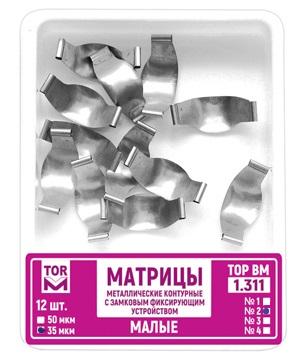 TOR
M
МАТРИЦЫ
МЕТАЛЛИЧЕСКИЕ КОНТУРНЫЕ
С ЗАМКОВЫМ ФИКСИРУЮЩИМ
УСТРОЙСТВОМ
МАЛЫЕ
12 шт.
50 мкм
35 мкм
ТОР ВМ
1.311
№ 1
№ 2
№ 3
№ 4